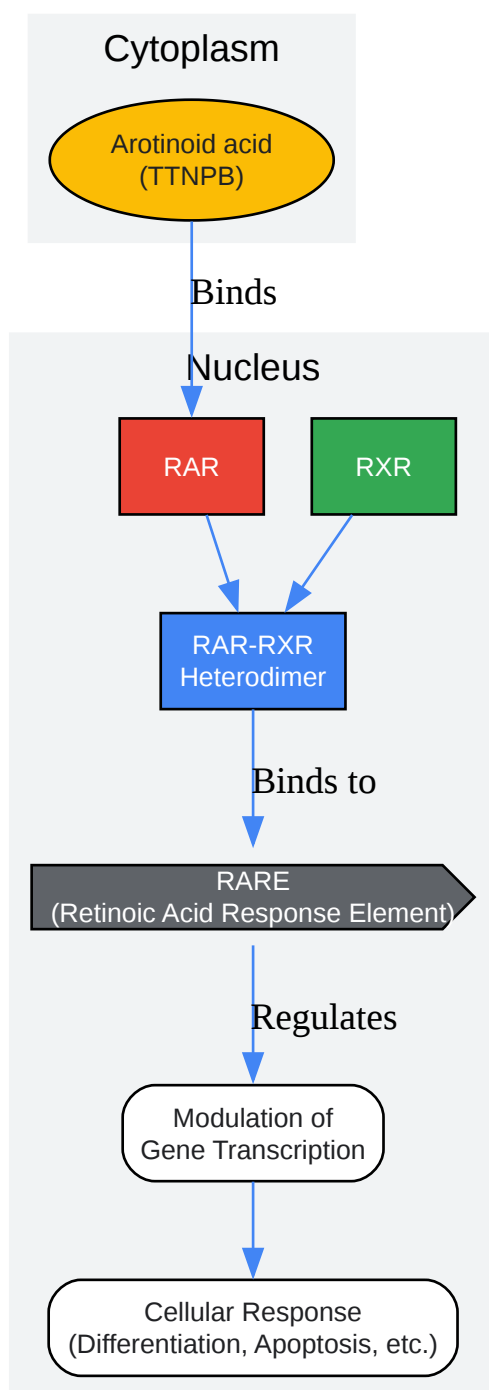 Cytoplasm
Arotinoid acid
(TTNPB)
Binds
Nucleus
RAR
RXR
RAR-RXR
Heterodimer
Binds to
RARE
(Retinoic Acid Response Element)
Regulates
Modulation of
Gene Transcription
Cellular Response
(Differentiation, Apoptosis, etc.)